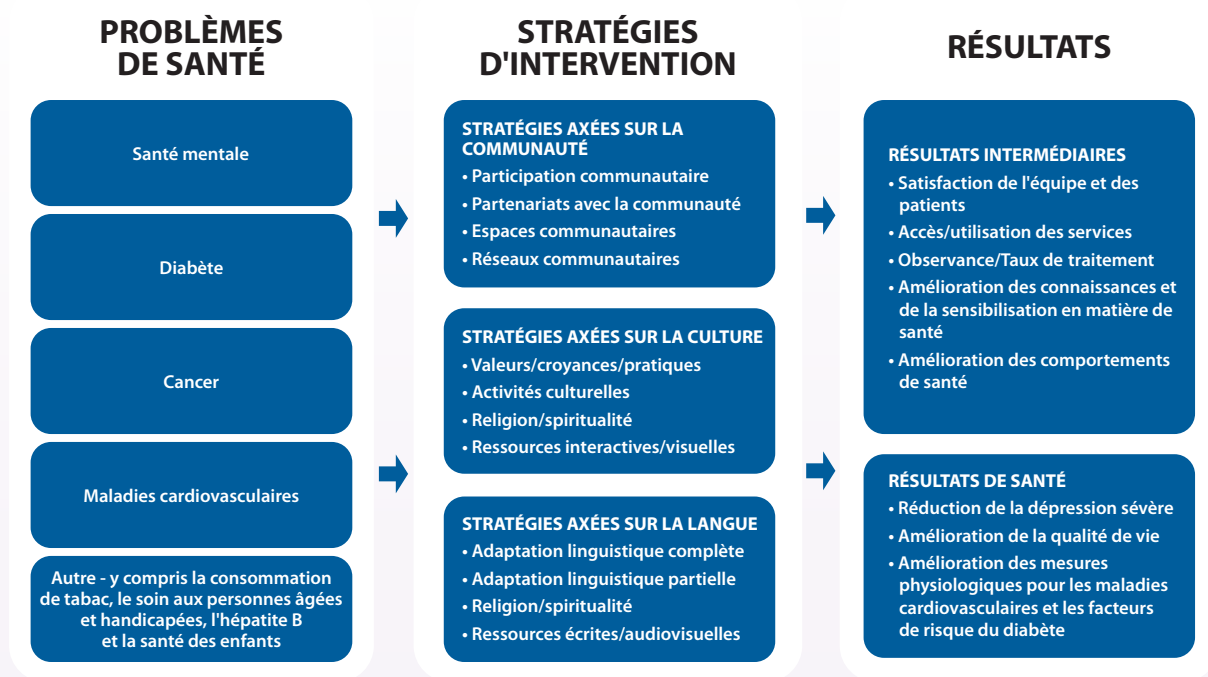 PROBLÈMES
DE SANTÉ
Santé mentale
Diabète
Cancer
Maladies cardiovasculaires
Autre - y compris la consommation
de tabac, le soin aux personnes âgées
et handicapées, l'hépatite B
et la santé des enfants
STRATÉGIES
D'INTERVENTION
STRATÉGIES AXÉES SUR LA
COMMUNAUTÉ
• Participation communautaire
• Partenariats avec la communauté
• Espaces communautaires
• Réseaux communautaires
STRATÉGIES AXÉES SUR LA CULTURE
• Valeurs/croyances/pratiques
• Activités culturelles
• Religion/spiritualité
• Ressources interactives/visuelles
STRATÉGIES AXÉES SUR LA LANGUE
• Adaptation linguistique complète
• Adaptation linguistique partielle
• Religion/spiritualité
• Ressources écrites/audiovisuelles
RÉSULTATS
RÉSULTATS INTERMÉDIAIRES
• Satisfaction de l'équipe et des
patients
• Accès/utilisation des services
• Observance/Taux de traitement
• Amélioration des connaissances et
de la sensibilisation en matière de
santé
• Amélioration des comportements
de santé
RÉSULTATS DE SANTÉ
• Réduction de la dépression sévère
• Amélioration de la qualité de vie
• Amélioration des mesures
physiologiques pour les maladies
cardiovasculaires et les facteurs
de risque du diabète